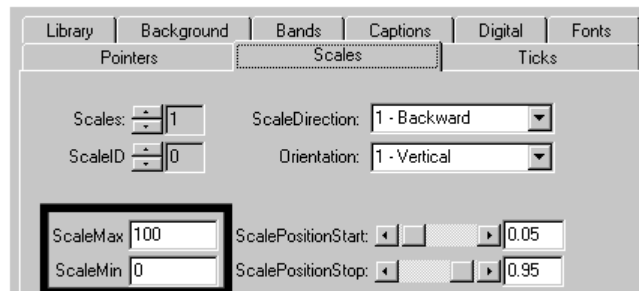 Library Background Bands Captions Digital Fonts
Pointers Scales Ticks
Scales: 1 ScaleDirection: 1 - Backward
ScaleID 0 Orientation: 1 - Vertical
ScaleMax 100 ScalePositionStart: 0.05
ScaleMin 0 ScalePositionStop: 0.95